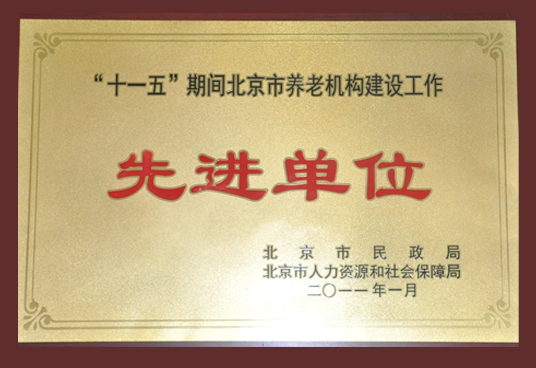 “十一五”期间北京市养老机构建设工作
先进单位
北京市民政局
北京市人力资源和社会保障局
二〇一一年一月